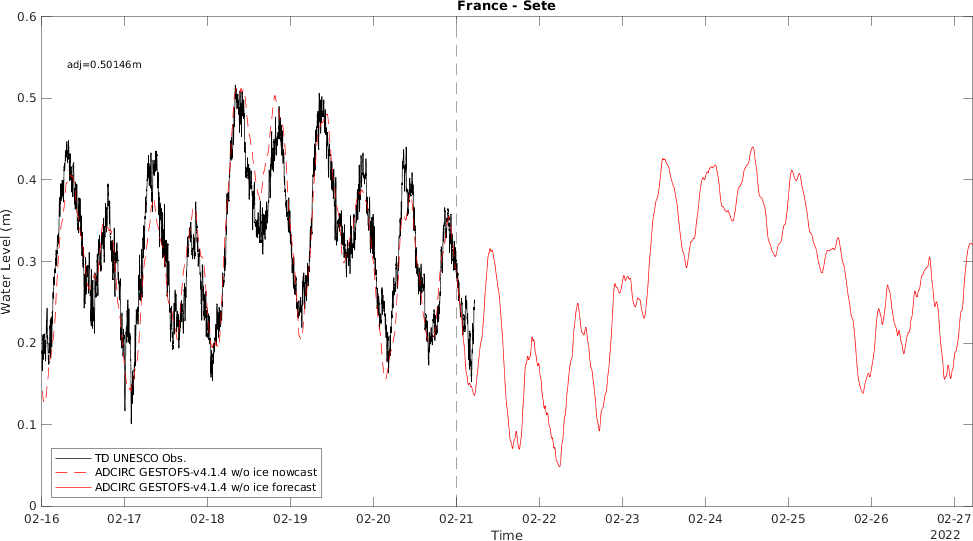 France - Sete
adj=0.50146m
0.6
0.5
0.4
0.3
0.2
0.1
0
Water Level (m)
TD UNESCO Obs.
ADCIRC GESTOFS-v4.1.4 w/o ice nowcast
ADCIRC GESTOFS-v4.1.4 w/o ice forecast
02-16 02-17 02-18 02-19 02-20 02-21 02-22 02-23 02-24 02-25 02-26 02-27
Time 2022